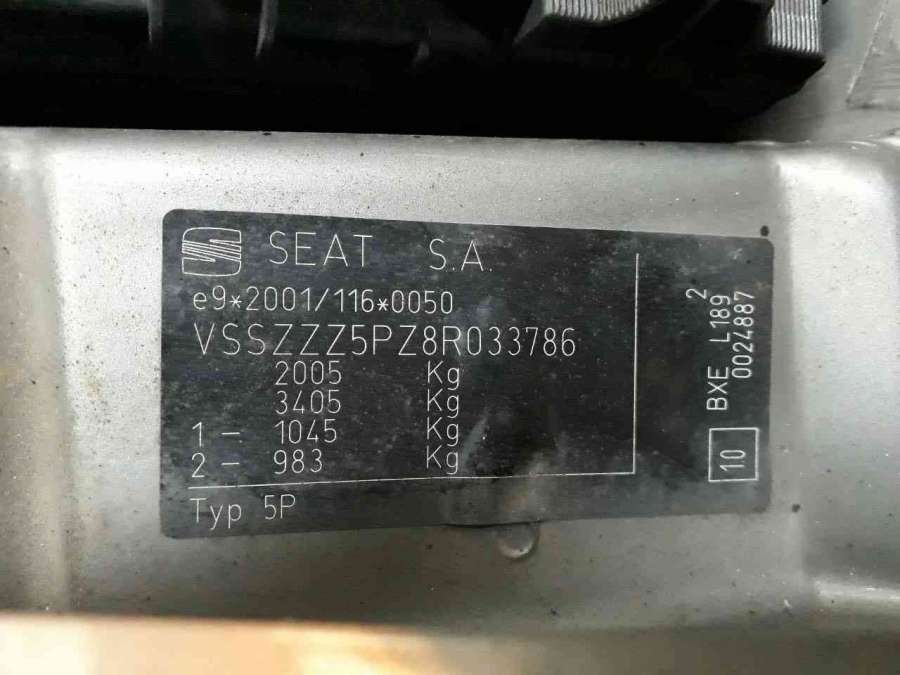 SEAT S.A.
e9*2001/116*0050
VSSZZZ5PZ8R033786
2005 Kg
3405 Kg
1 - 1045 Kg
2 - 983 Kg
Typ 5P
10 BXE L189 2
0024887